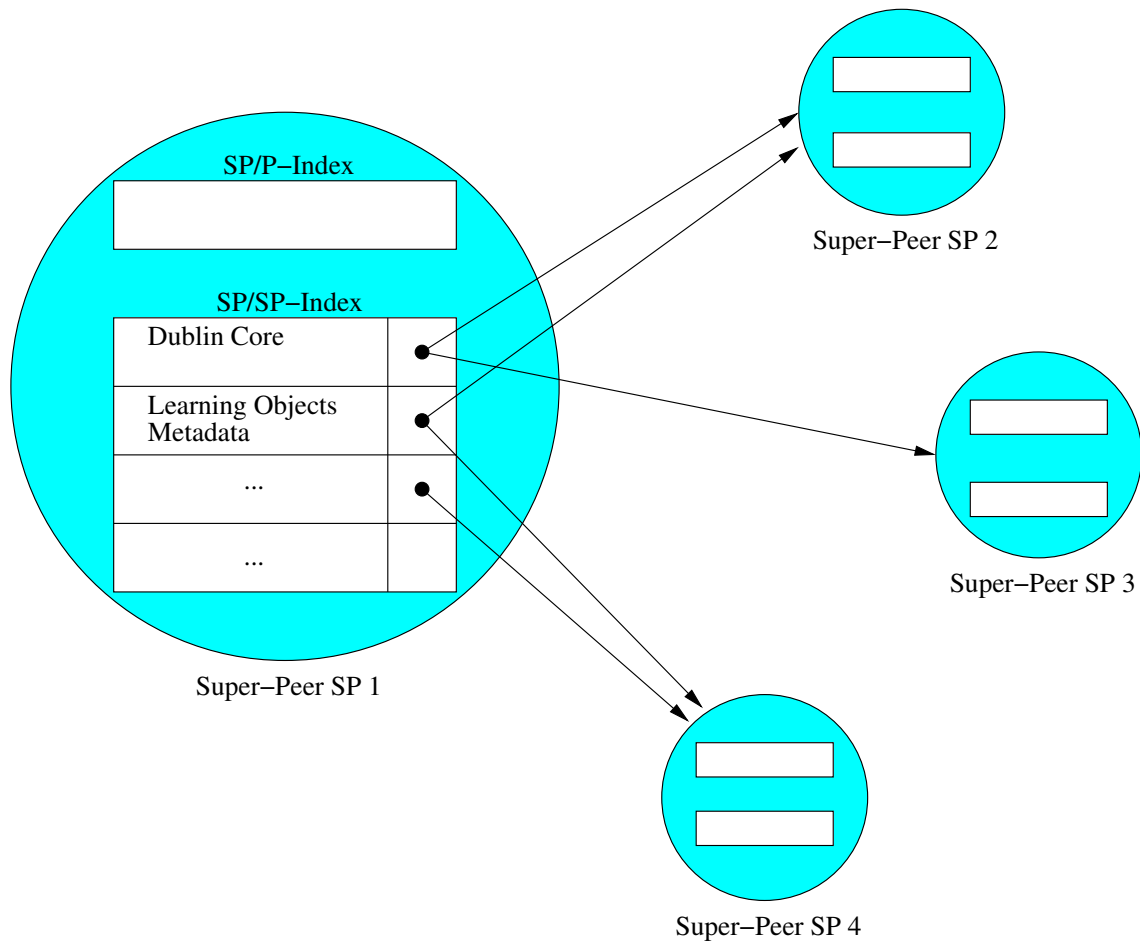 SP/P−Index
SP/SP−Index
Dublin Core
Learning Objects
Metadata
...
...
Super−Peer SP 1
Super−Peer SP 2
Super−Peer SP 3
Super−Peer SP 4